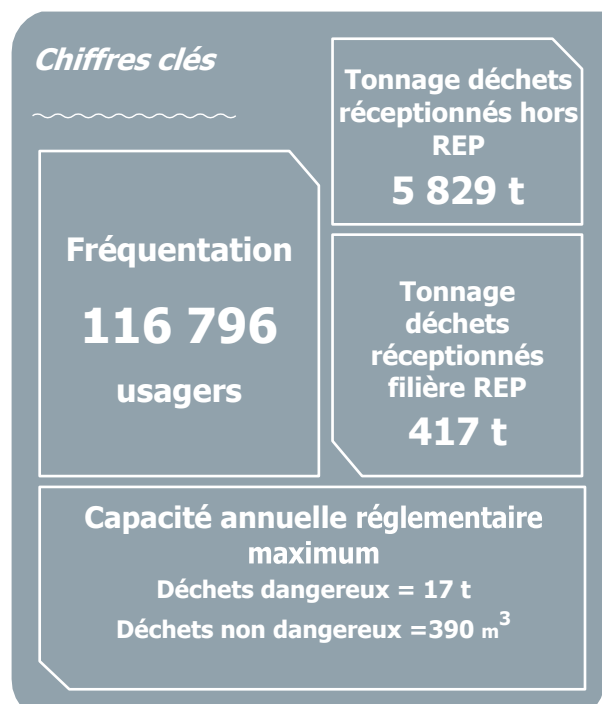 Chiffres clés
Tonnage déchets
réceptionnés hors
REP
5 829 t
Fréquentation
116 796
usagers
Tonnage
déchets
réceptionnés
filière REP
417 t
Capacité annuelle réglementaire
maximum
Déchets dangereux = 17 t
Déchets non dangereux =390 m³